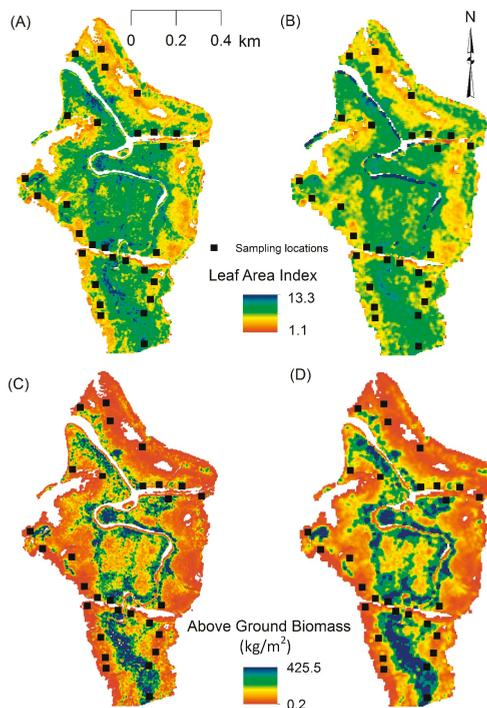 (A)
0 0.2 0.4
km
(B)
N
Sampling locations
Leaf Area Index
13.3
1.1
(C)
(D)
Above Ground Biomass
(kg/m²)
425.5
0.2